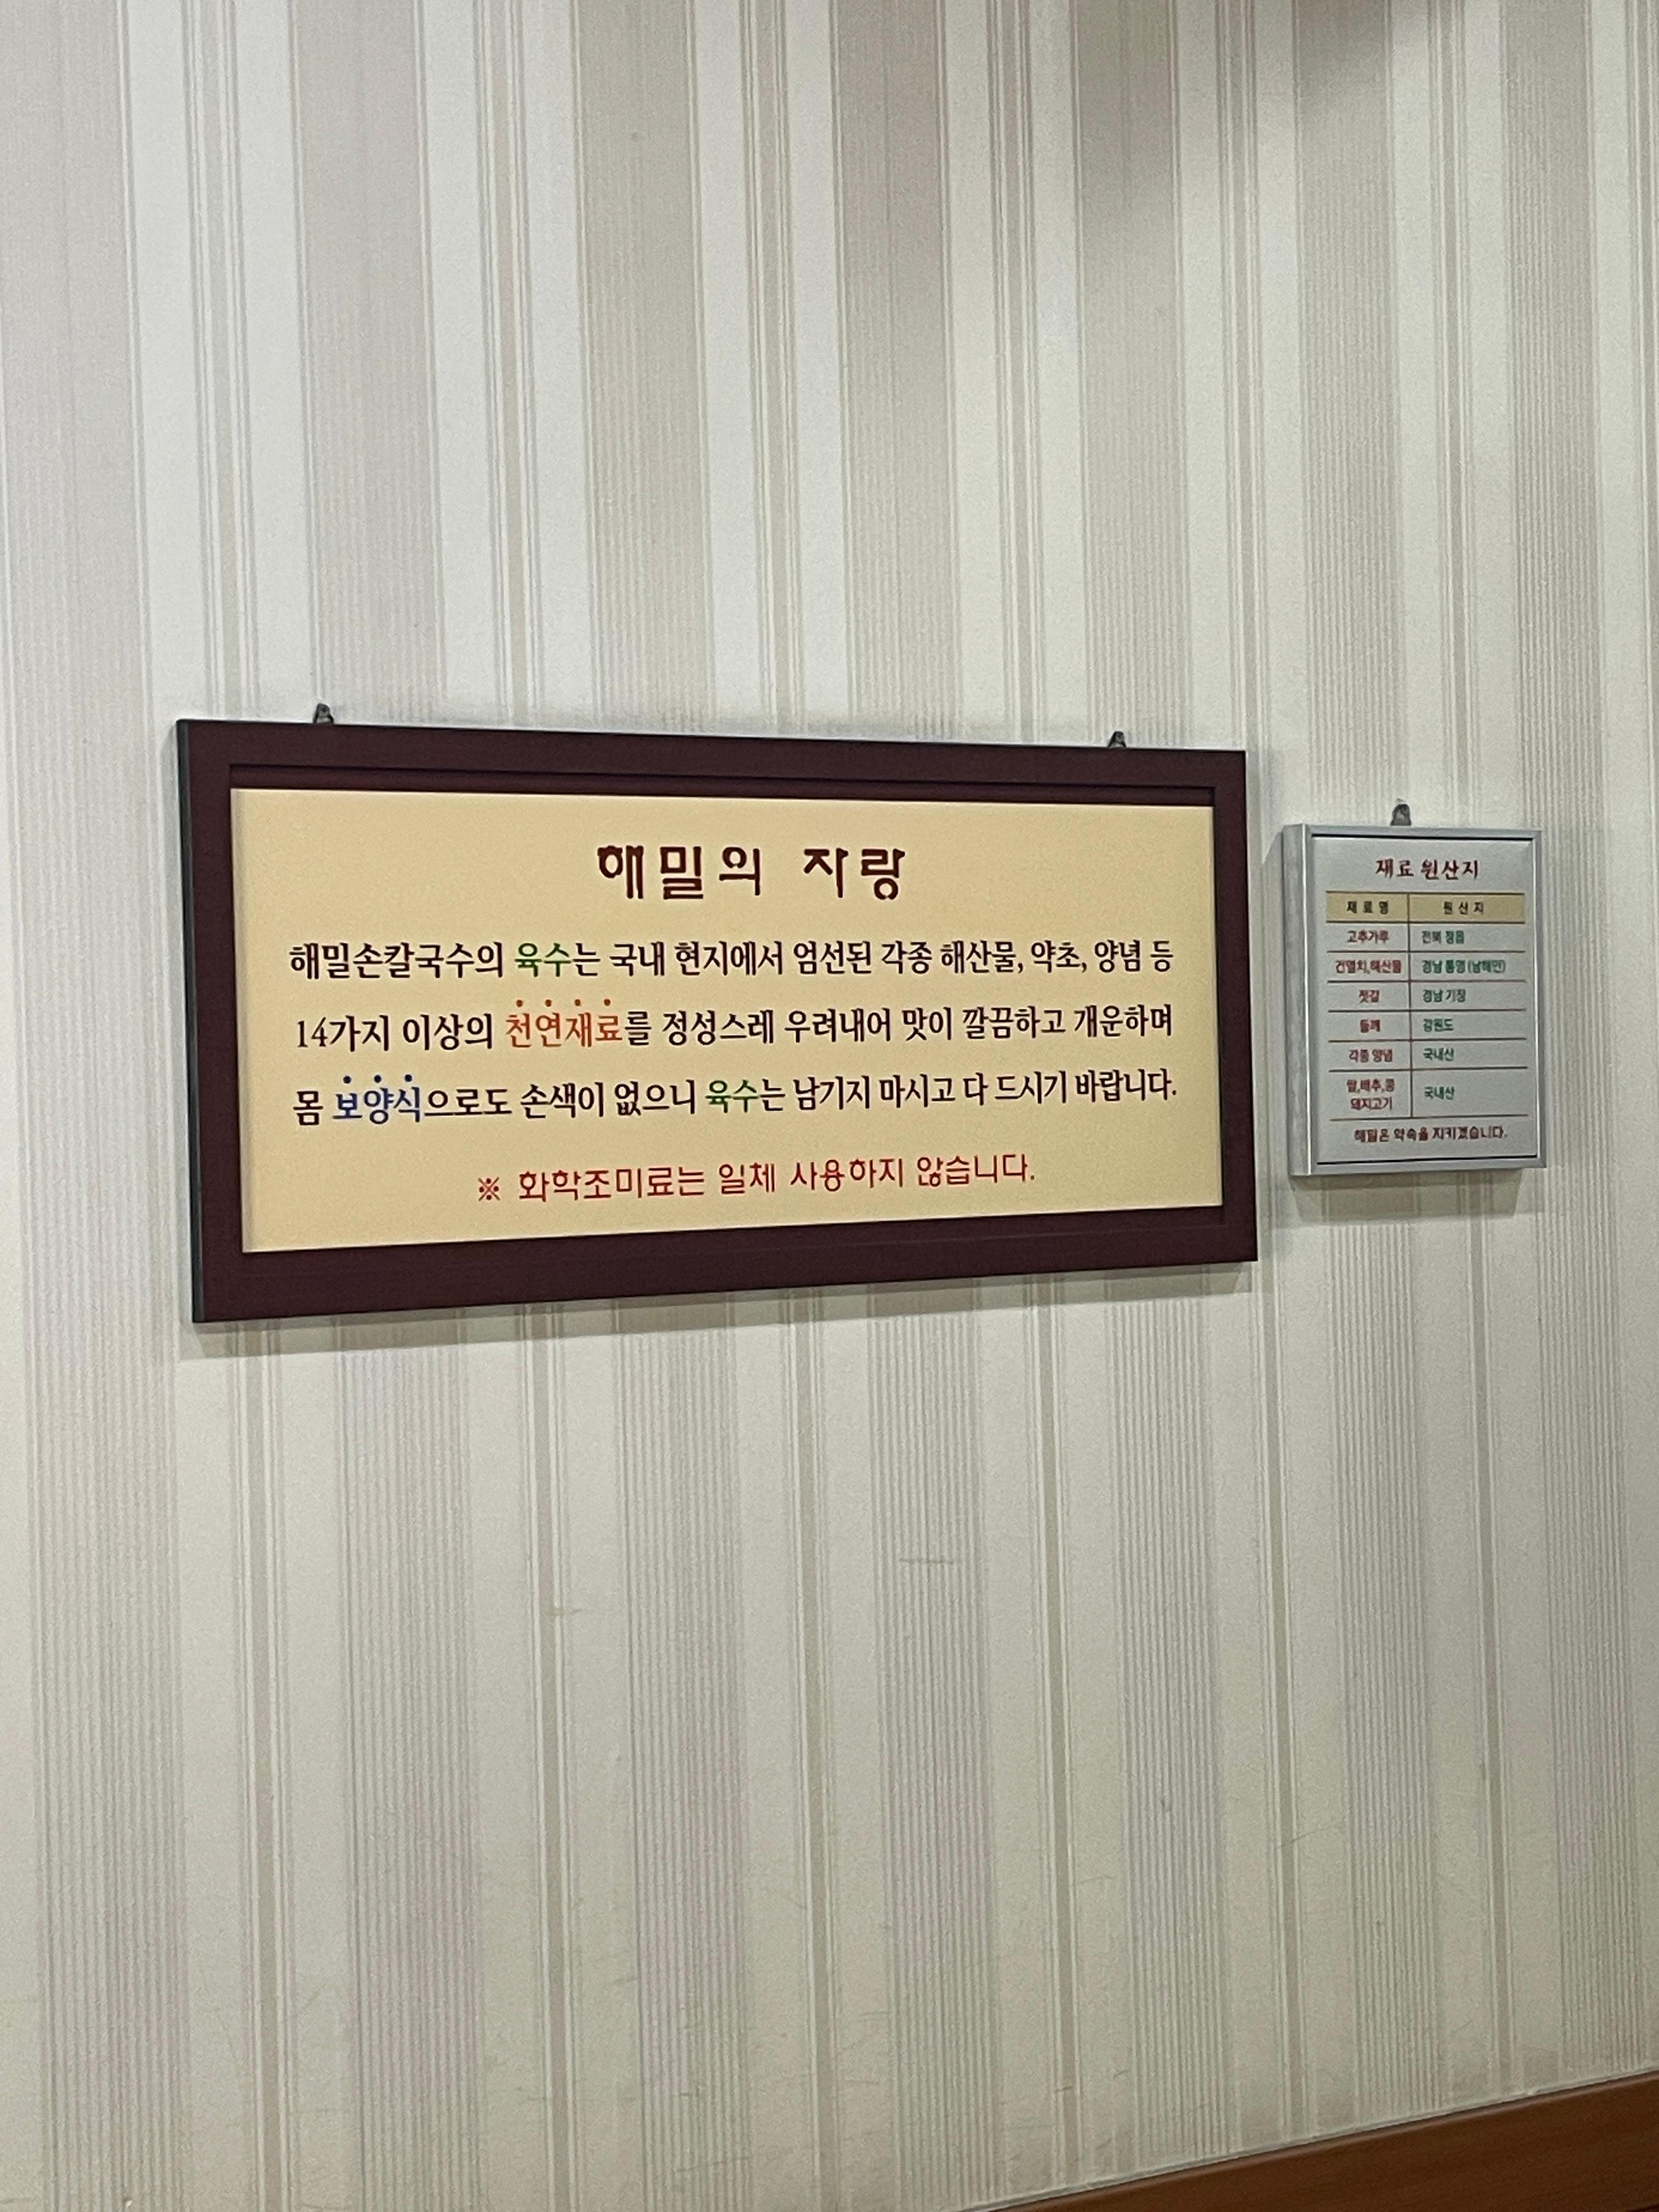 해밀의 자랑
해밀손칼국수의 육수는 국내 현지에서 엄선된 각종 해산물, 약초, 양념 등
14가지 이상의 천연재료를 정성스레 우려내어 맛이 깔끔하고 개운하며
몸 보양식으로도 손색이 없으니 육수는 남기지 마시고 다 드시기 바랍니다.
※ 화학조미료는 일체 사용하지 않습니다.
재료 원산지
재료명 원산지
고추가루 전북 정읍
건멸치,해산물 경남 통영 (남해안)
젓갈 경남 기장
들깨 강원도
각종 양념 국내산
쌀,배추,콩
돼지고기 국내산
해밀은 약속을 지키겠습니다.